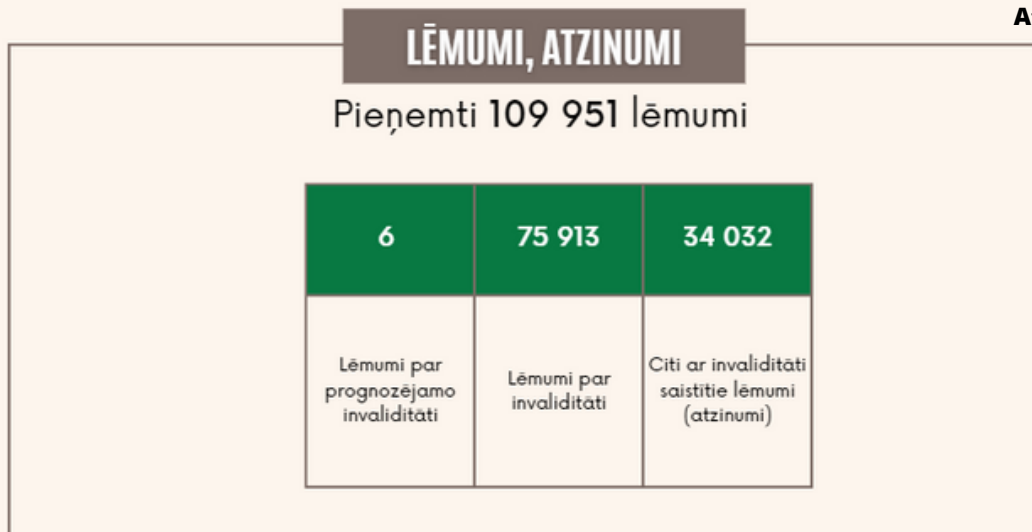 LĒMUMI, ATZINUMI
Pieņemti 109 951 lēmumi
6
75 913
34 032
Lēmumi par
prognozējamo
invaliditāti
Lēmumi par
invaliditāti
Citi ar invaliditāti
saistītie lēmumi
(atzinumi)